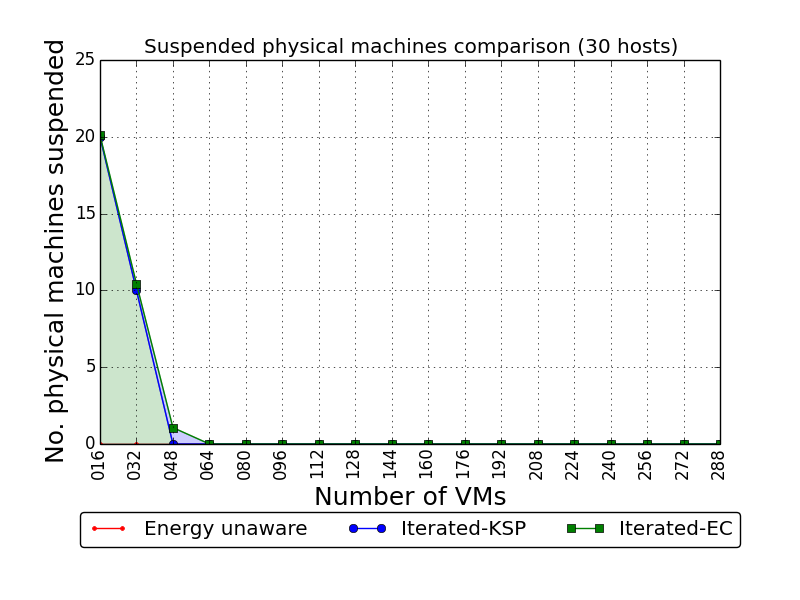 Suspended physical machines comparison (30 hosts)
No. physical machines suspended
25
20
15
10
5
0
016 032 048 064 080 096 112 128 144 160 176 192 208 224 240 256 272 288
Number of VMs
Energy unaware Iterated-KSP Iterated-EC